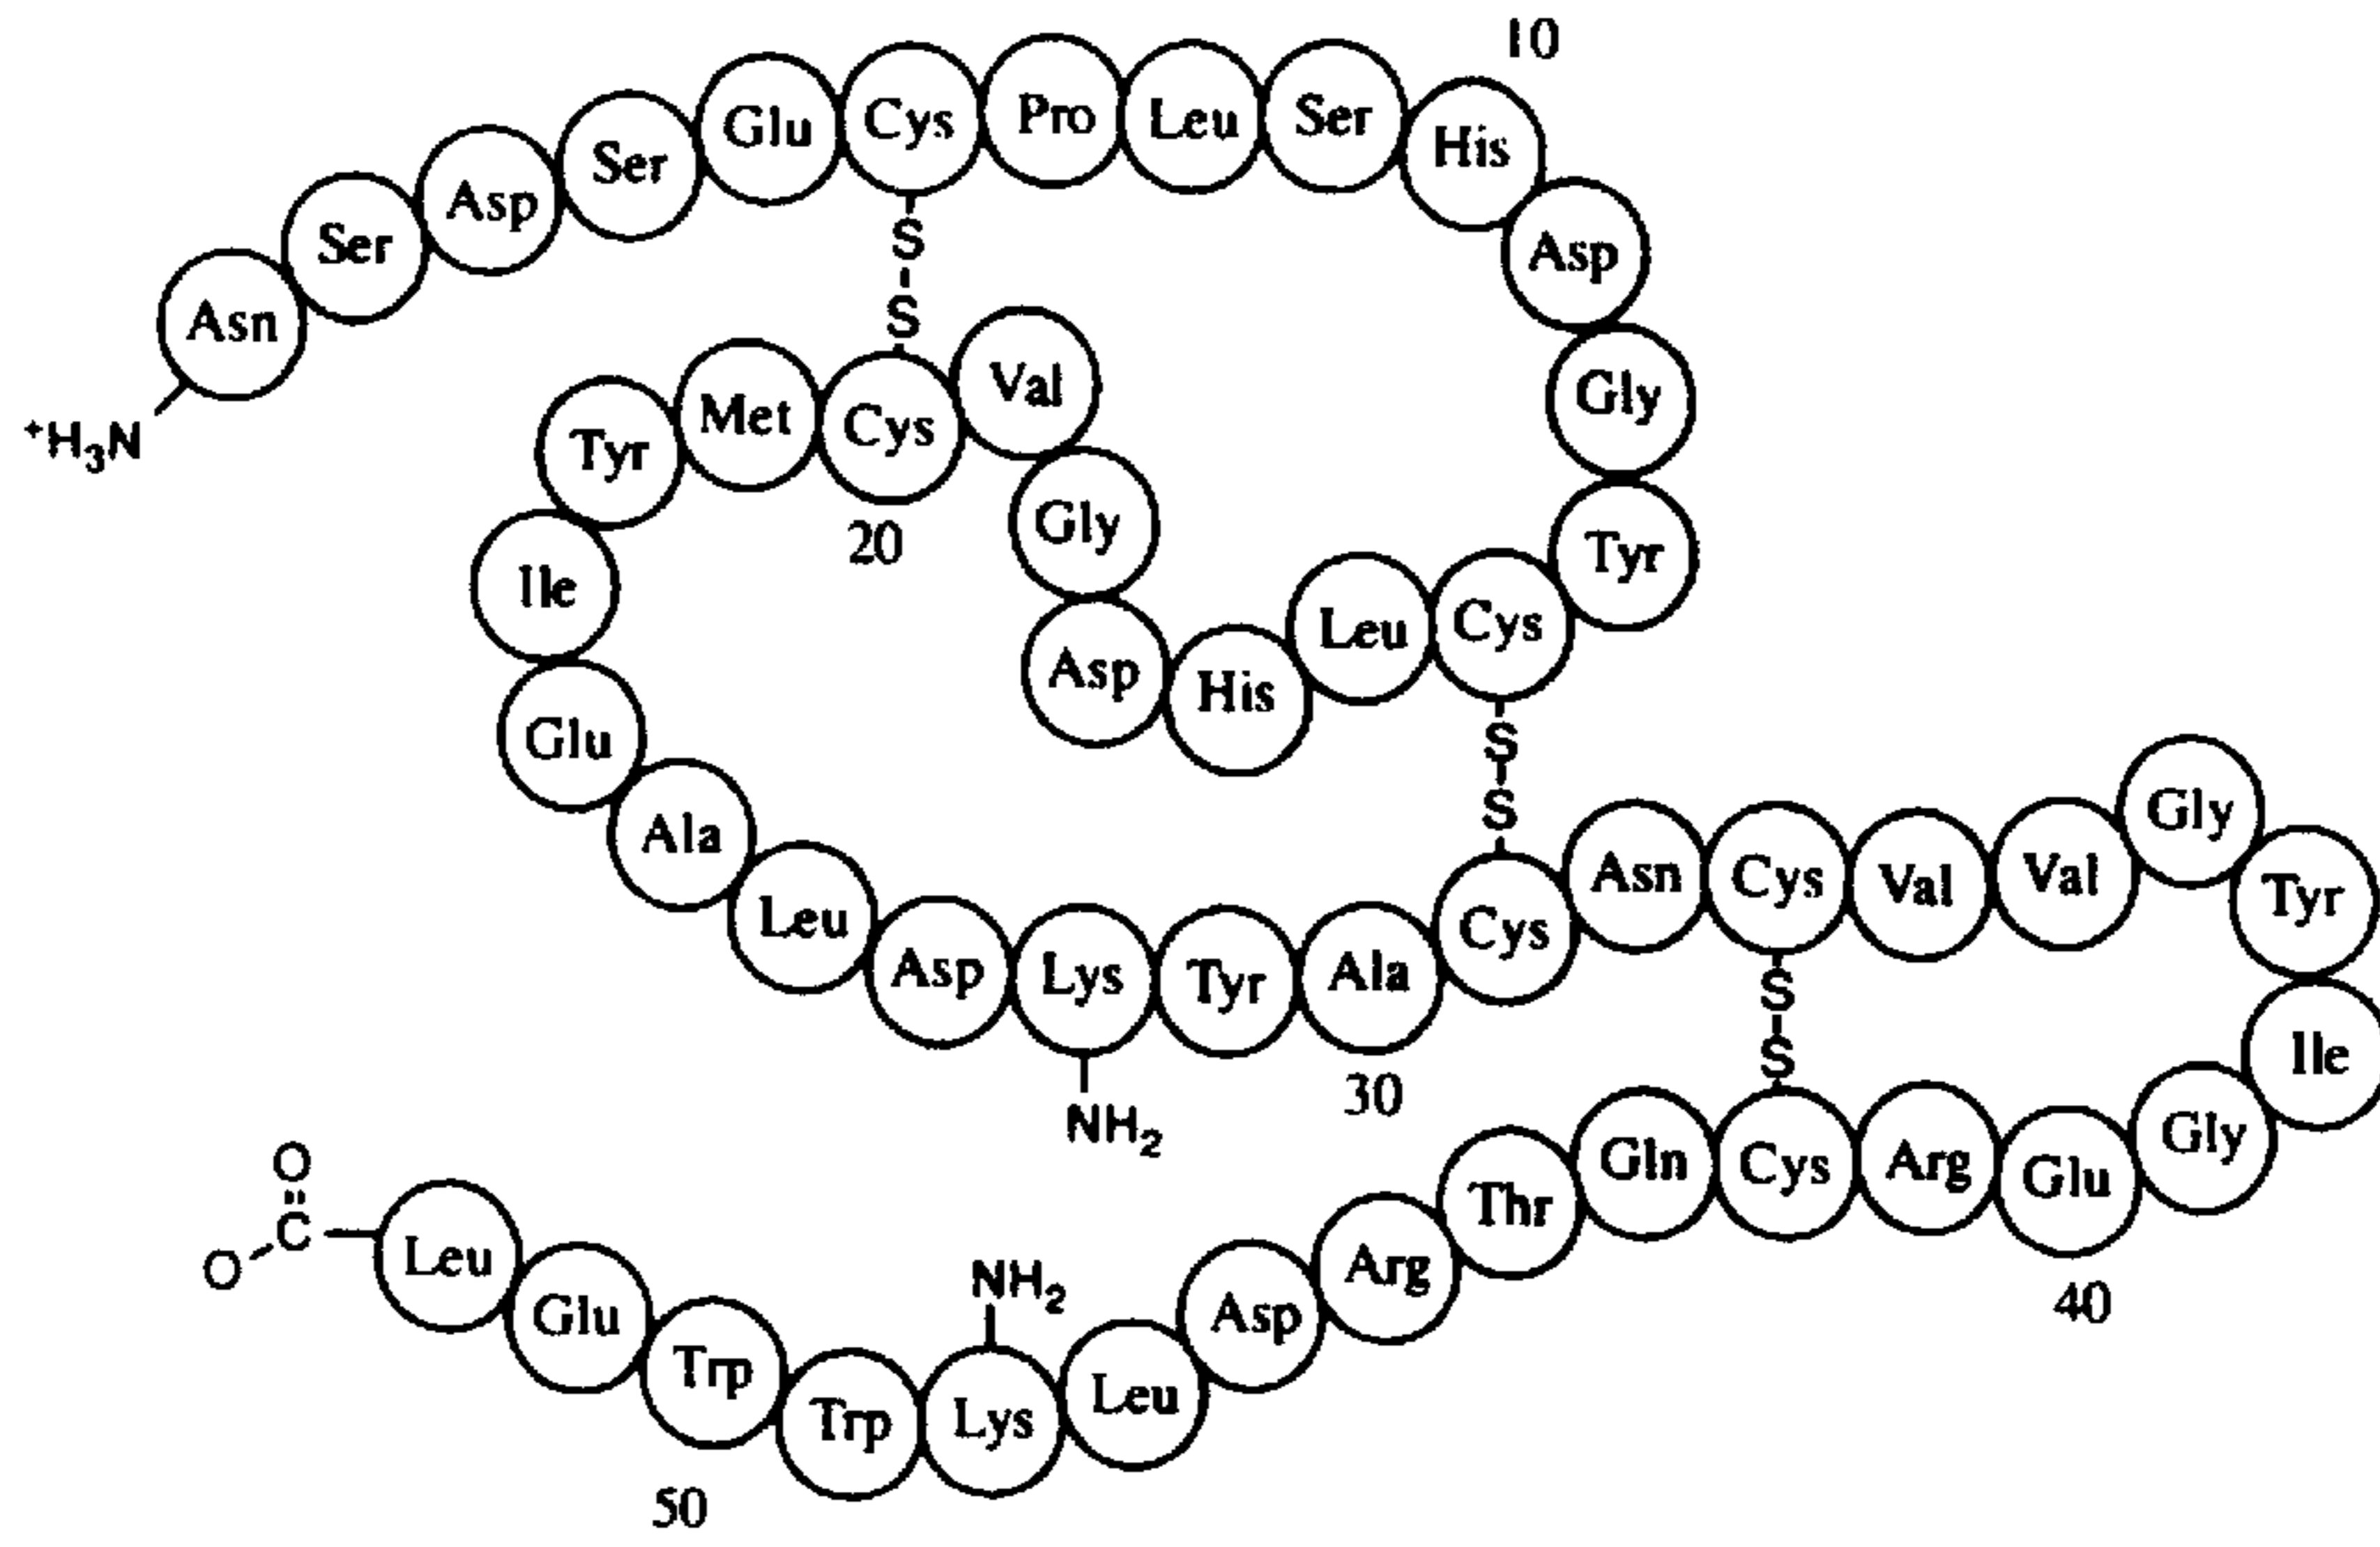 10
Asn Ser Asp Ser Glu Cys Pro Leu Ser His
Asp
Gly
Tyr
+H3N
S
S
Tyr Met Cys Val
20
Gly
Asp His Leu Cys
Ile
Glu
Ala
Leu
Asp Lys Tyr Ala Cys Asn Cys Val Val Gly
Tyr
Ile
S
S
NH2
30
S
S
Leu Glu Trp Trp Lys Leu Asp Arg Thr Gln Cys Arg Glu Gly
40
O
C
O
NH2
50